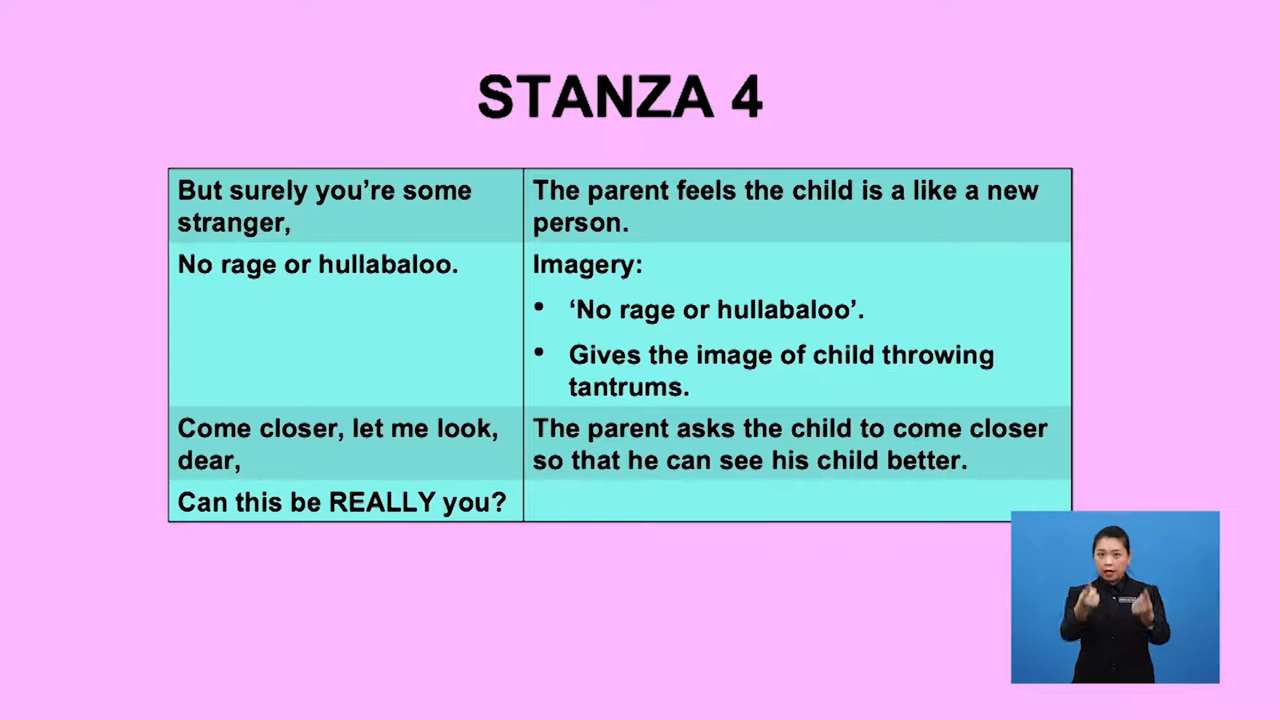 STANZA 4
But surely you’re some
stranger,
The parent feels the child is a like a new
person.
No rage or hullabaloo.
Imagery:
• ‘No rage or hullabaloo’.
• Gives the image of child throwing
tantrums.
Come closer, let me look,
dear,
The parent asks the child to come closer
so that he can see his child better.
Can this be REALLY you?